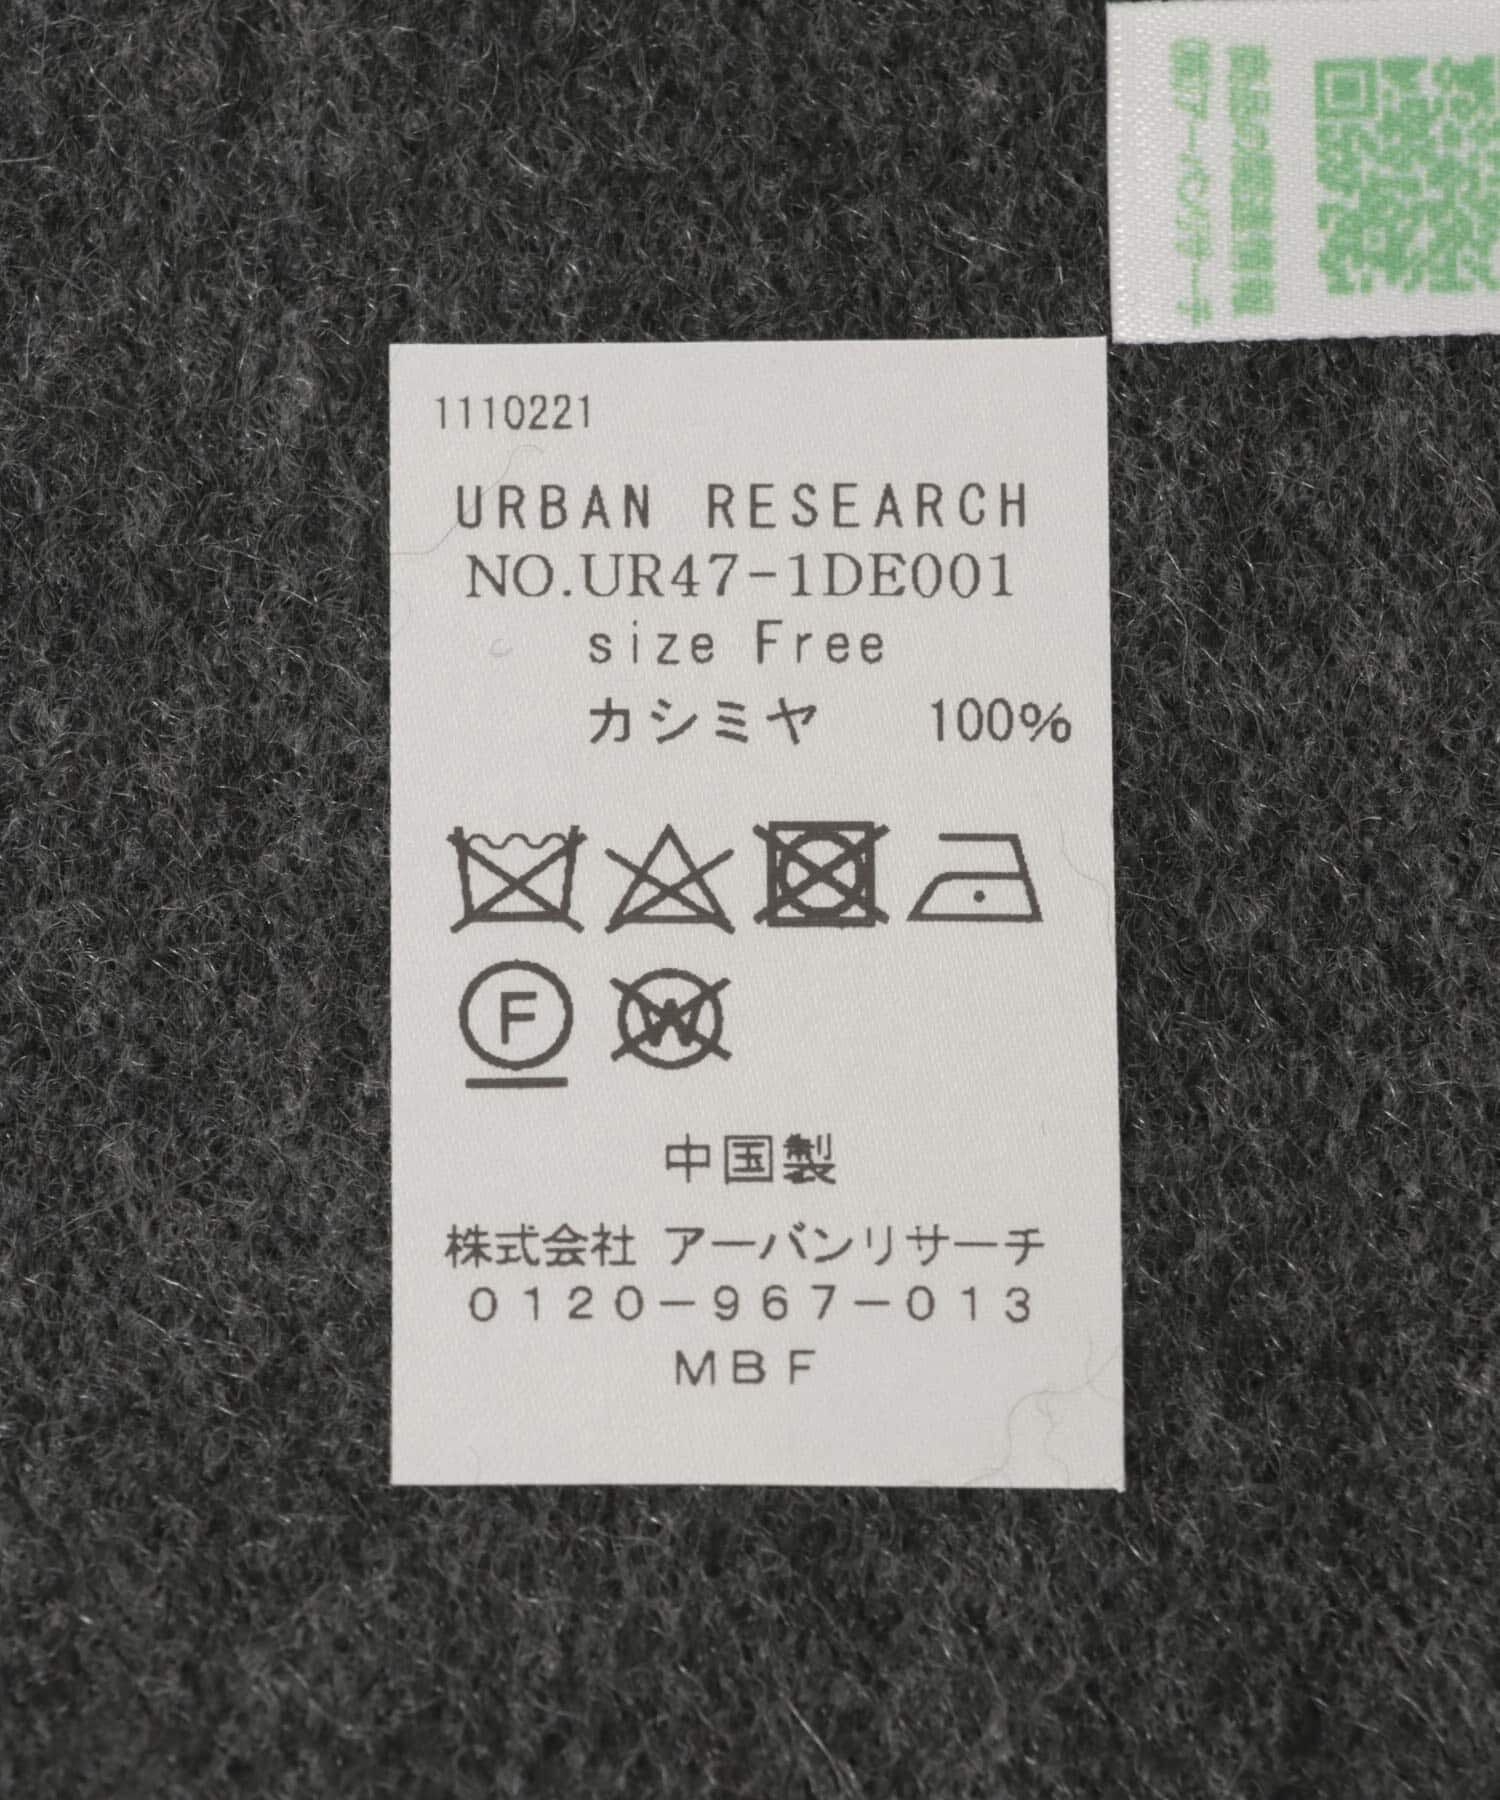 1110221
URBAN RESEARCH
NO.UR47-1DE001
size Free
カシミヤ 100%
F
W
中国製
株式会社 アーバンリサーチ
0120-967-013
MBF